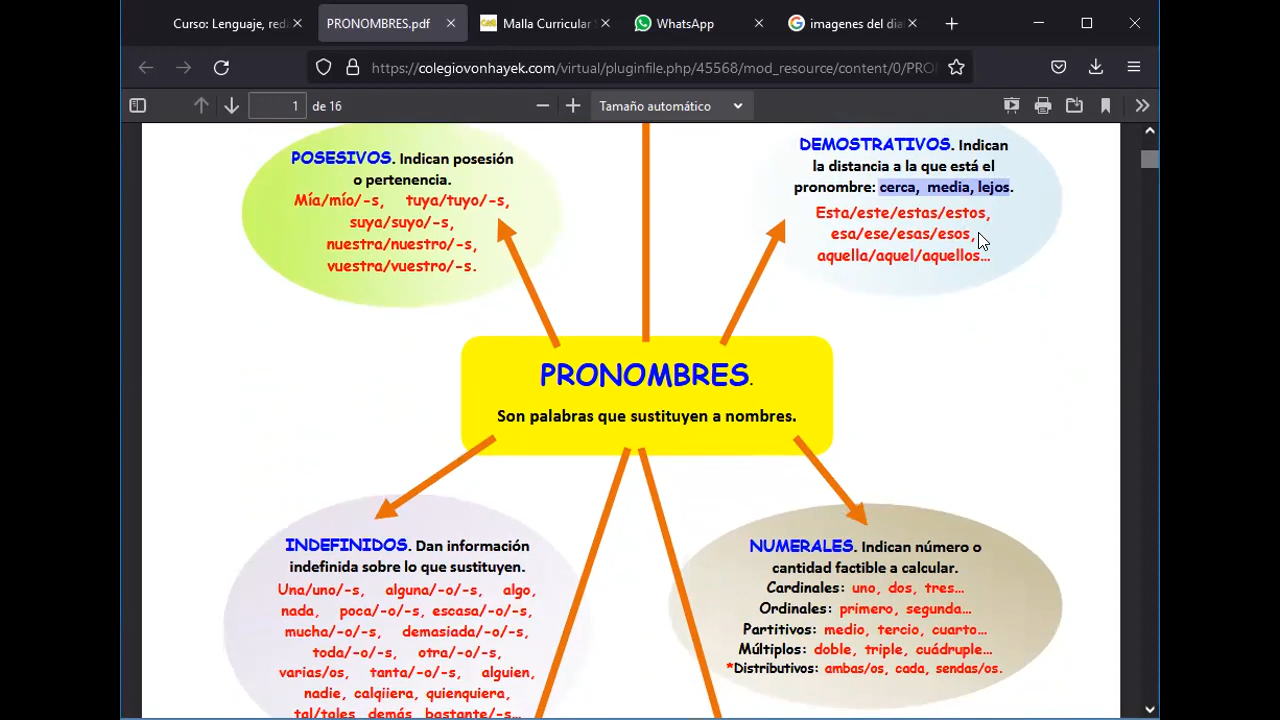 Curso: Lenguaje, red
PRONOMBRES.pdf
Malla Curricular
WhatsApp
imagenes del dia
https://colegiovonhayek.com/virtual/pluginfile.php/45568/mod_resource/content/0/PRO
1 de 16
Tamaño automático
POSESIVOS. Indican posesión
o pertenencia.
Mía/mío/-s, tuya/tuyo/-s,
suya/suyo/-s,
nuestra/nuestro/-s,
vuestra/vuestro/-s.
DEMOSTRATIVOS. Indican
la distancia a la que está el
pronombre: cerca, media, lejos.
Esta/este/estas/estos,
esa/ese/esas/esos,
aquella/aquel/aquellos...
PRONOMBRES.
Son palabras que sustituyen a nombres.
INDEFINIDOS. Dan información
indefinida sobre lo que sustituyen.
Una/uno/-s, alguna/-o/-s, algo,
nada, poca/-o/-s, escasa/-o/-s,
mucha/-o/-s, demasiada/-o/-s,
toda/-o/-s, otra/-o/-s,
varias/os, tanta/-o/-s, alguien,
nadie, calqiiera, quienquiera,
tal/tales, demás, bastante/-s...
NUMERALES. Indican número o
cantidad factible a calcular.
Cardinales: uno, dos, tres...
Ordinales: primero, segunda...
Partitivos: medio, tercio, cuarto...
Múltiplos: doble, triple, cuádruple...
*Distributivos: ambas/os, cada, sendas/os.